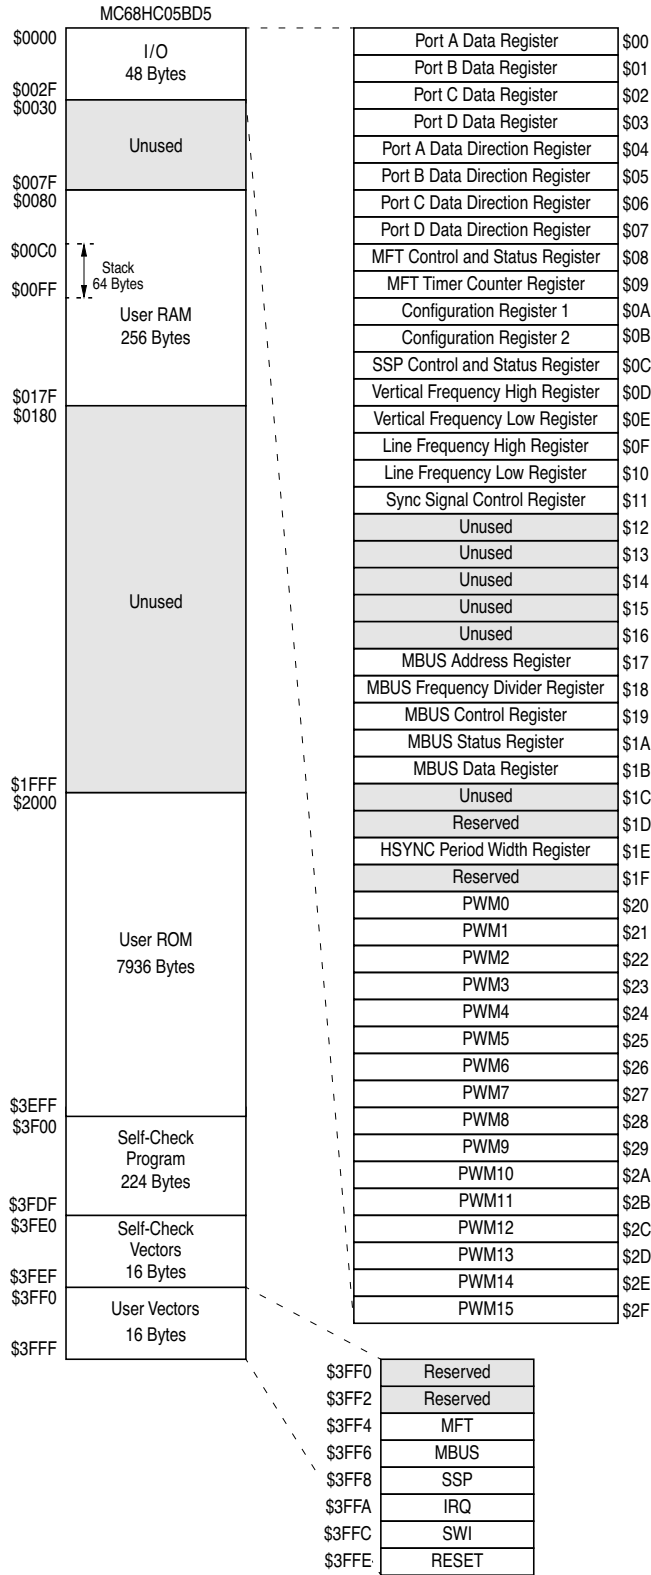 MC68HC05BD5
$0000
I/O
48 Bytes
$002F
$0030
Unused
$007F
$0080
$00C0
Stack
64 Bytes
$00FF
User RAM
256 Bytes
$017F
$0180
Unused
$1FFF
$2000
User ROM
7936 Bytes
$3EFF
$3F00
Self-Check
Program
224 Bytes
$3FDF
$3FE0
Self-Check
Vectors
16 Bytes
$3FEF
$3FF0
User Vectors
16 Bytes
$3FFF
Port A Data Register $00
Port B Data Register $01
Port C Data Register $02
Port D Data Register $03
Port A Data Direction Register $04
Port B Data Direction Register $05
Port C Data Direction Register $06
Port D Data Direction Register $07
MFT Control and Status Register $08
MFT Timer Counter Register $09
Configuration Register 1 $0A
Configuration Register 2 $0B
SSP Control and Status Register $0C
Vertical Frequency High Register $0D
Vertical Frequency Low Register $0E
Line Frequency High Register $0F
Line Frequency Low Register $10
Sync Signal Control Register $11
Unused $12
Unused $13
Unused $14
Unused $15
Unused $16
MBUS Address Register $17
MBUS Frequency Divider Register $18
MBUS Control Register $19
MBUS Status Register $1A
MBUS Data Register $1B
Unused $1C
Reserved $1D
HSYNC Period Width Register $1E
Reserved $1F
PWM0 $20
PWM1 $21
PWM2 $22
PWM3 $23
PWM4 $24
PWM5 $25
PWM6 $26
PWM7 $27
PWM8 $28
PWM9 $29
PWM10 $2A
PWM11 $2B
PWM12 $2C
PWM13 $2D
PWM14 $2E
PWM15 $2F
$3FF0 Reserved
$3FF2 Reserved
$3FF4 MFT
$3FF6 MBUS
$3FF8 SSP
$3FFA IRQ
$3FFC SWI
$3FFE RESET